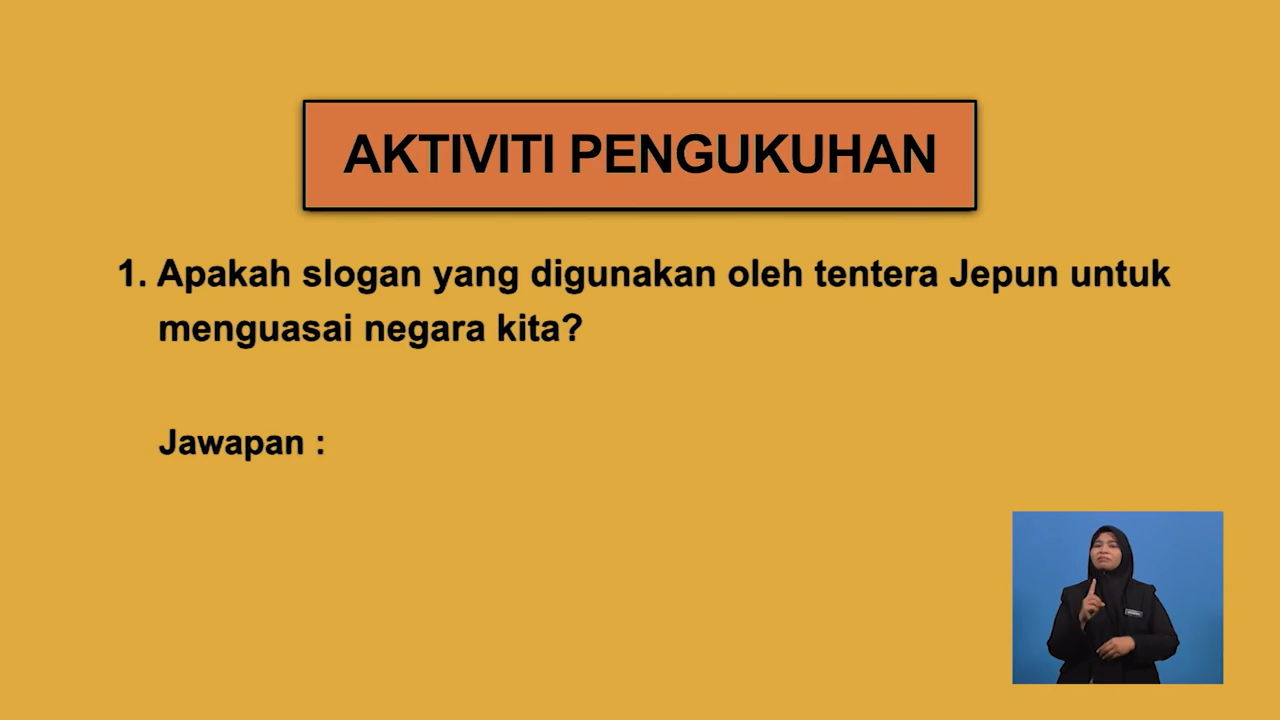 AKTIVITI PENGUKUHAN
1. Apakah slogan yang digunakan oleh tentera Jepun untuk
menguasai negara kita?
Jawapan :